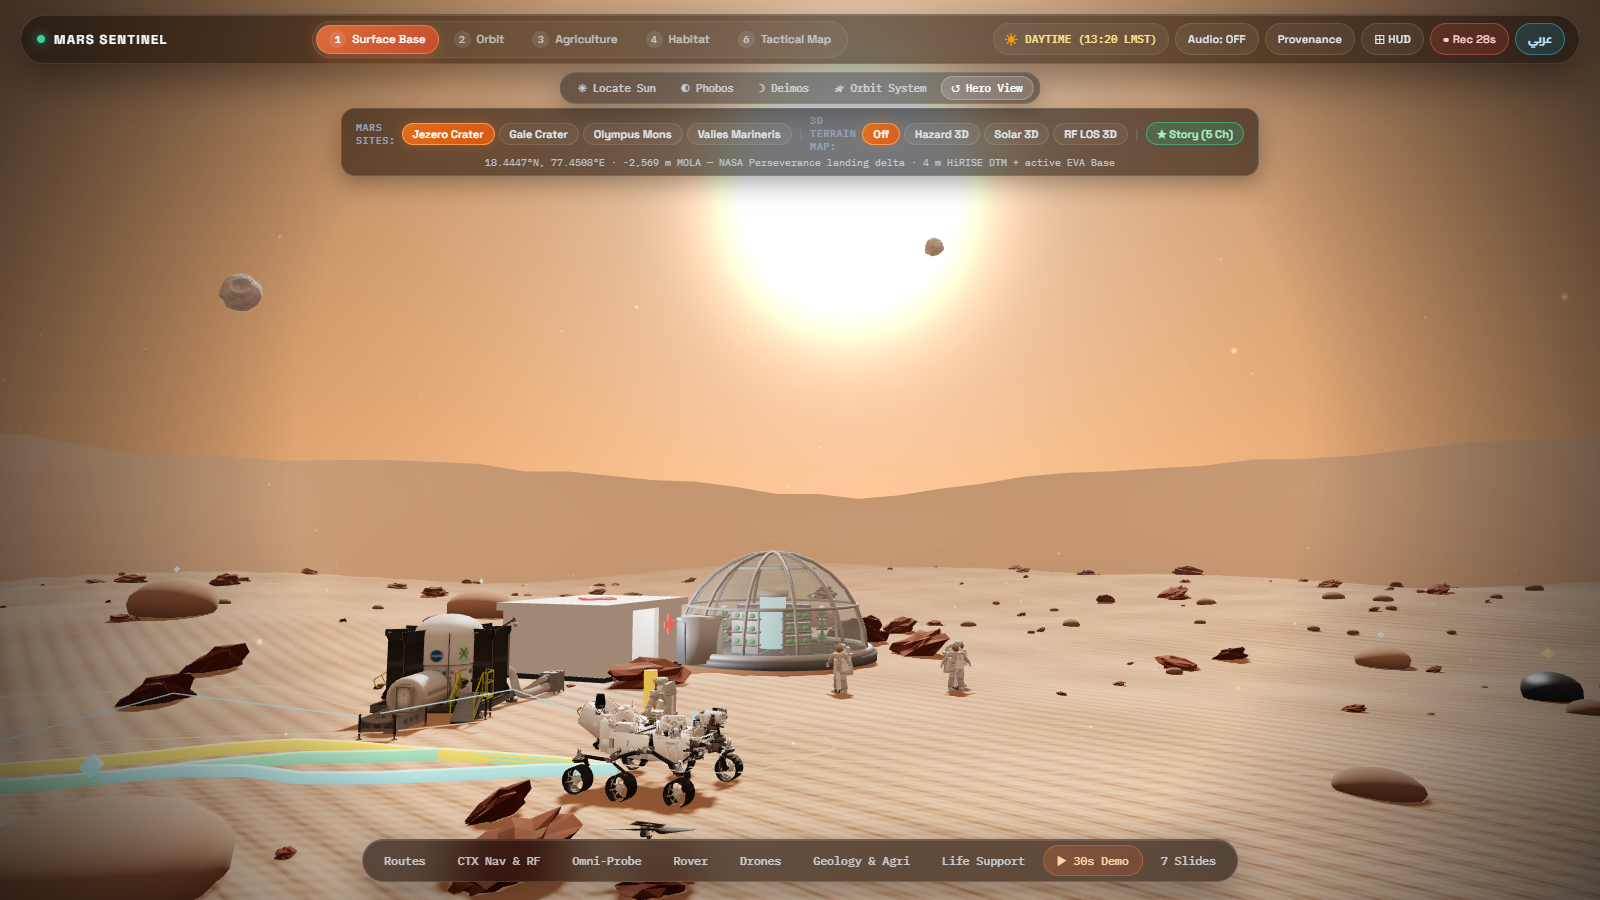 MARS SENTINEL
1 Surface Base
2 Orbit
3 Agriculture
4 Habitat
6 Tactical Map
DAYTIME (13:20 LMST)
Audio: OFF
Provenance
HUD
Rec 28s
عربي
Locate Sun
Phobos
Deimos
Orbit System
Hero View
MARS
SITES:
Jezero Crater
Gale Crater
Olympus Mons
Valles Marineris
3D
TERRAIN
MAP:
Off
Hazard 3D
Solar 3D
RF LOS 3D
★ Story (5 Ch)
18.4447°N, 77.4508°E · -2,569 m MOLA — NASA Perseverance landing delta · 4 m HiRISE DTM + active EVA Base
Routes
CTX Nav & RF
Omni-Probe
Rover
Drones
Geology & Agri
Life Support
▶ 30s Demo
7 Slides